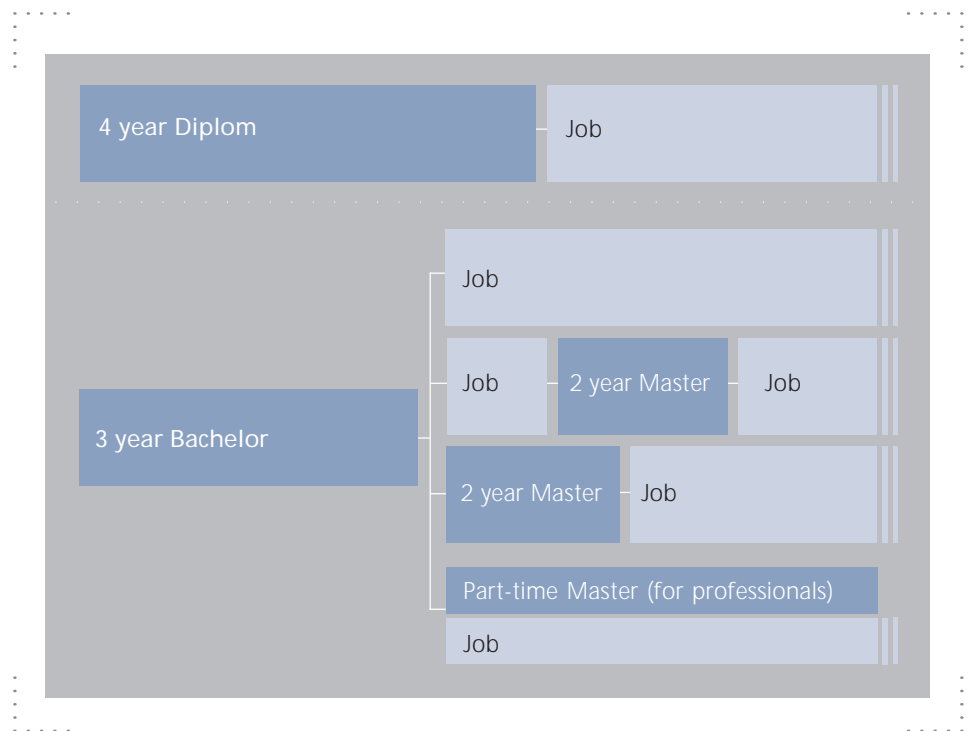 4 year Diplom
Job
Job
Job
2 year Master
Job
3 year Bachelor
2 year Master
Job
Part-time Master (for professionals)
Job